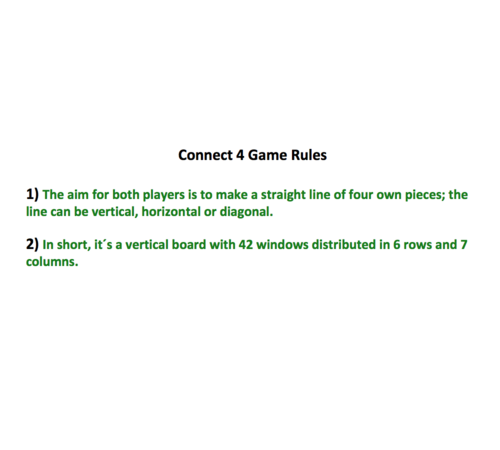 Connect 4 Game Rules
1) The aim for both players is to make a straight line of four own pieces; the
line can be vertical, horizontal or diagonal.
2) In short, it´s a vertical board with 42 windows distributed in 6 rows and 7
columns.